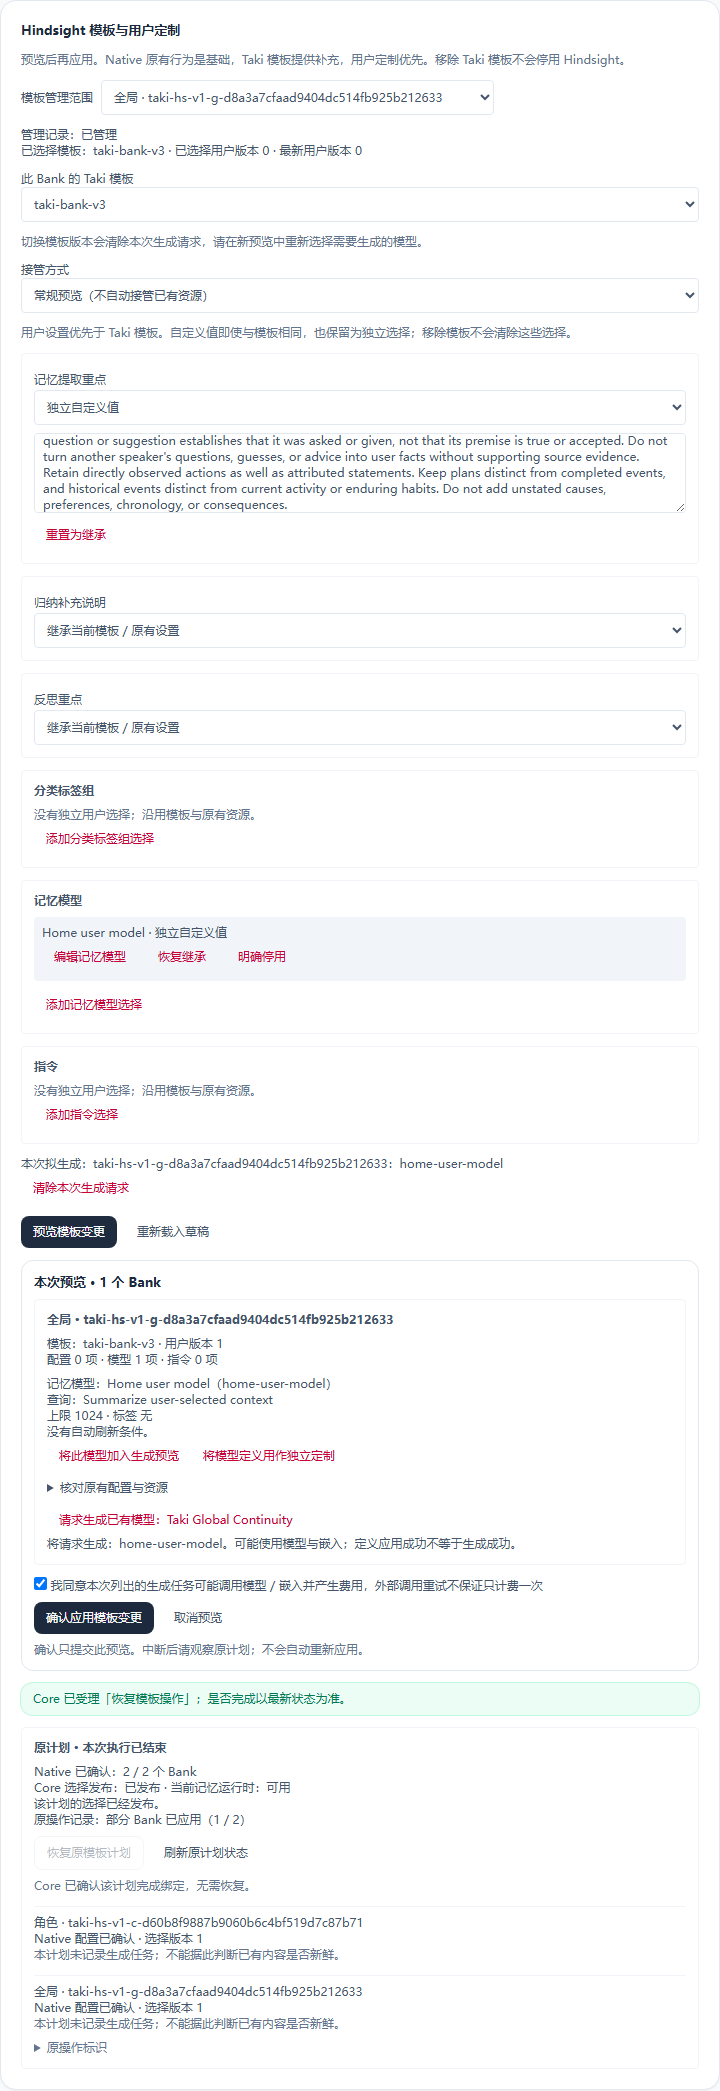 Hindsight 模板与用户定制
预览后再应用。Native 原有行为是基础，Taki 模板提供补充，用户定制优先。移除 Taki 模板不会停用 Hindsight。
模板管理范围
全局 · taki-hs-v1-g-d8a3a7cfaad9404dc514fb925b212633
管理记录：已管理
已选择模板：taki-bank-v3 · 已选择用户版本 0 · 最新用户版本 0
此 Bank 的 Taki 模板
taki-bank-v3
切换模板版本会清除本次生成请求，请在新预览中重新选择需要生成的模型。
接管方式
常规预览（不自动接管已有资源）
用户设置优先于 Taki 模板。自定义值即使与模板相同，也保留为独立选择；移除模板不会清除这些选择。
记忆提取重点
独立自定义值
question or suggestion establishes that it was asked or given, not that its premise is true or accepted. Do not
turn another speaker's questions, guesses, or advice into user facts without supporting source evidence.
Retain directly observed actions as well as attributed statements. Keep plans distinct from completed events,
and historical events distinct from current activity or enduring habits. Do not add unstated causes,
preferences, chronology, or consequences.
重置为继承
归纳补充说明
继承当前模板 / 原有设置
反思重点
继承当前模板 / 原有设置
分类标签组
没有独立用户选择；沿用模板与原有资源。
添加分类标签组选择
记忆模型
Home user model · 独立自定义值
编辑记忆模型 恢复继承 明确停用
添加记忆模型选择
指令
没有独立用户选择；沿用模板与原有资源。
添加指令选择
本次拟生成：taki-hs-v1-g-d8a3a7cfaad9404dc514fb925b212633：home-user-model
清除本次生成请求
预览模板变更 重新载入草稿
本次预览 • 1 个 Bank
全局 • taki-hs-v1-g-d8a3a7cfaad9404dc514fb925b212633
模板：taki-bank-v3 · 用户版本 1
配置 0 项 · 模型 1 项 · 指令 0 项
记忆模型：Home user model（home-user-model）
查询：Summarize user-selected context
上限 1024 · 标签 无
没有自动刷新条件。
将此模型加入生成预览 将模型定义用作独立定制
▶ 核对原有配置与资源
请求生成已有模型：Taki Global Continuity
将请求生成：home-user-model。可能使用模型与嵌入；定义应用成功不等于生成成功。
我同意本次列出的生成任务可能调用模型 / 嵌入并产生费用，外部调用重试不保证只计费一次
确认应用模板变更 取消预览
确认只提交此预览。中断后请观察原计划；不会自动重新应用。
Core 已受理「恢复模板操作」；是否完成以最新状态为准。
原计划 • 本次执行已结束
Native 已确认：2 / 2 个 Bank
Core 选择发布：已发布 · 当前记忆运行时：可用
该计划的选择已经发布。
原操作记录：部分 Bank 已应用（1 / 2）
恢复原模板计划 刷新原计划状态
Core 已确认该计划完成绑定，无需恢复。
角色 · taki-hs-v1-c-d60b8f9887b9060b6c4bf519d7c87b71
Native 配置已确认 · 选择版本 1
本计划未记录生成任务；不能据此判断已有内容是否新鲜。
全局 · taki-hs-v1-g-d8a3a7cfaad9404dc514fb925b212633
Native 配置已确认 · 选择版本 1
本计划未记录生成任务；不能据此判断已有内容是否新鲜。
▶ 原操作标识